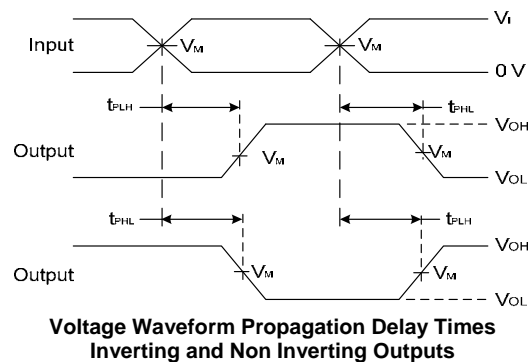 Input
VM
VM
VI
0 V
tPLH
tPHL
Output
VM
VM
VOH
VOL
tPHL
tPLH
Output
VM
VM
VOH
VOL
Voltage Waveform Propagation Delay Times
Inverting and Non Inverting Outputs